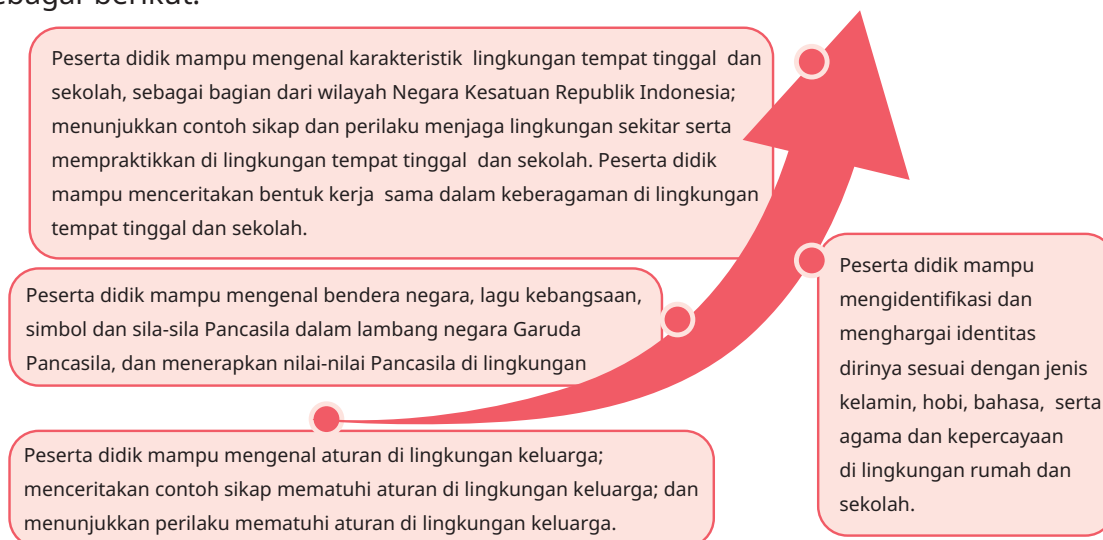 sebagai berikut.
Peserta didik mampu mengenal karakteristik lingkungan tempat tinggal dan
sekolah, sebagai bagian dari wilayah Negara Kesatuan Republik Indonesia;
menunjukkan contoh sikap dan perilaku menjaga lingkungan sekitar serta
mempraktikkan di lingkungan tempat tinggal dan sekolah. Peserta didik
mampu menceritakan bentuk kerja sama dalam keberagaman di lingkungan
tempat tinggal dan sekolah.
Peserta didik mampu mengenal bendera negara, lagu kebangsaan,
simbol dan sila-sila Pancasila dalam lambang negara Garuda
Pancasila, dan menerapkan nilai-nilai Pancasila di lingkungan
Peserta didik mampu
mengidentifikasi dan
menghargai identitas
dirinya sesuai dengan jenis
kelamin, hobi, bahasa, serta
agama dan kepercayaan
di lingkungan rumah dan
sekolah.
Peserta didik mampu mengenal aturan di lingkungan keluarga;
menceritakan contoh sikap mematuhi aturan di lingkungan keluarga; dan
menunjukkan perilaku mematuhi aturan di lingkungan keluarga.